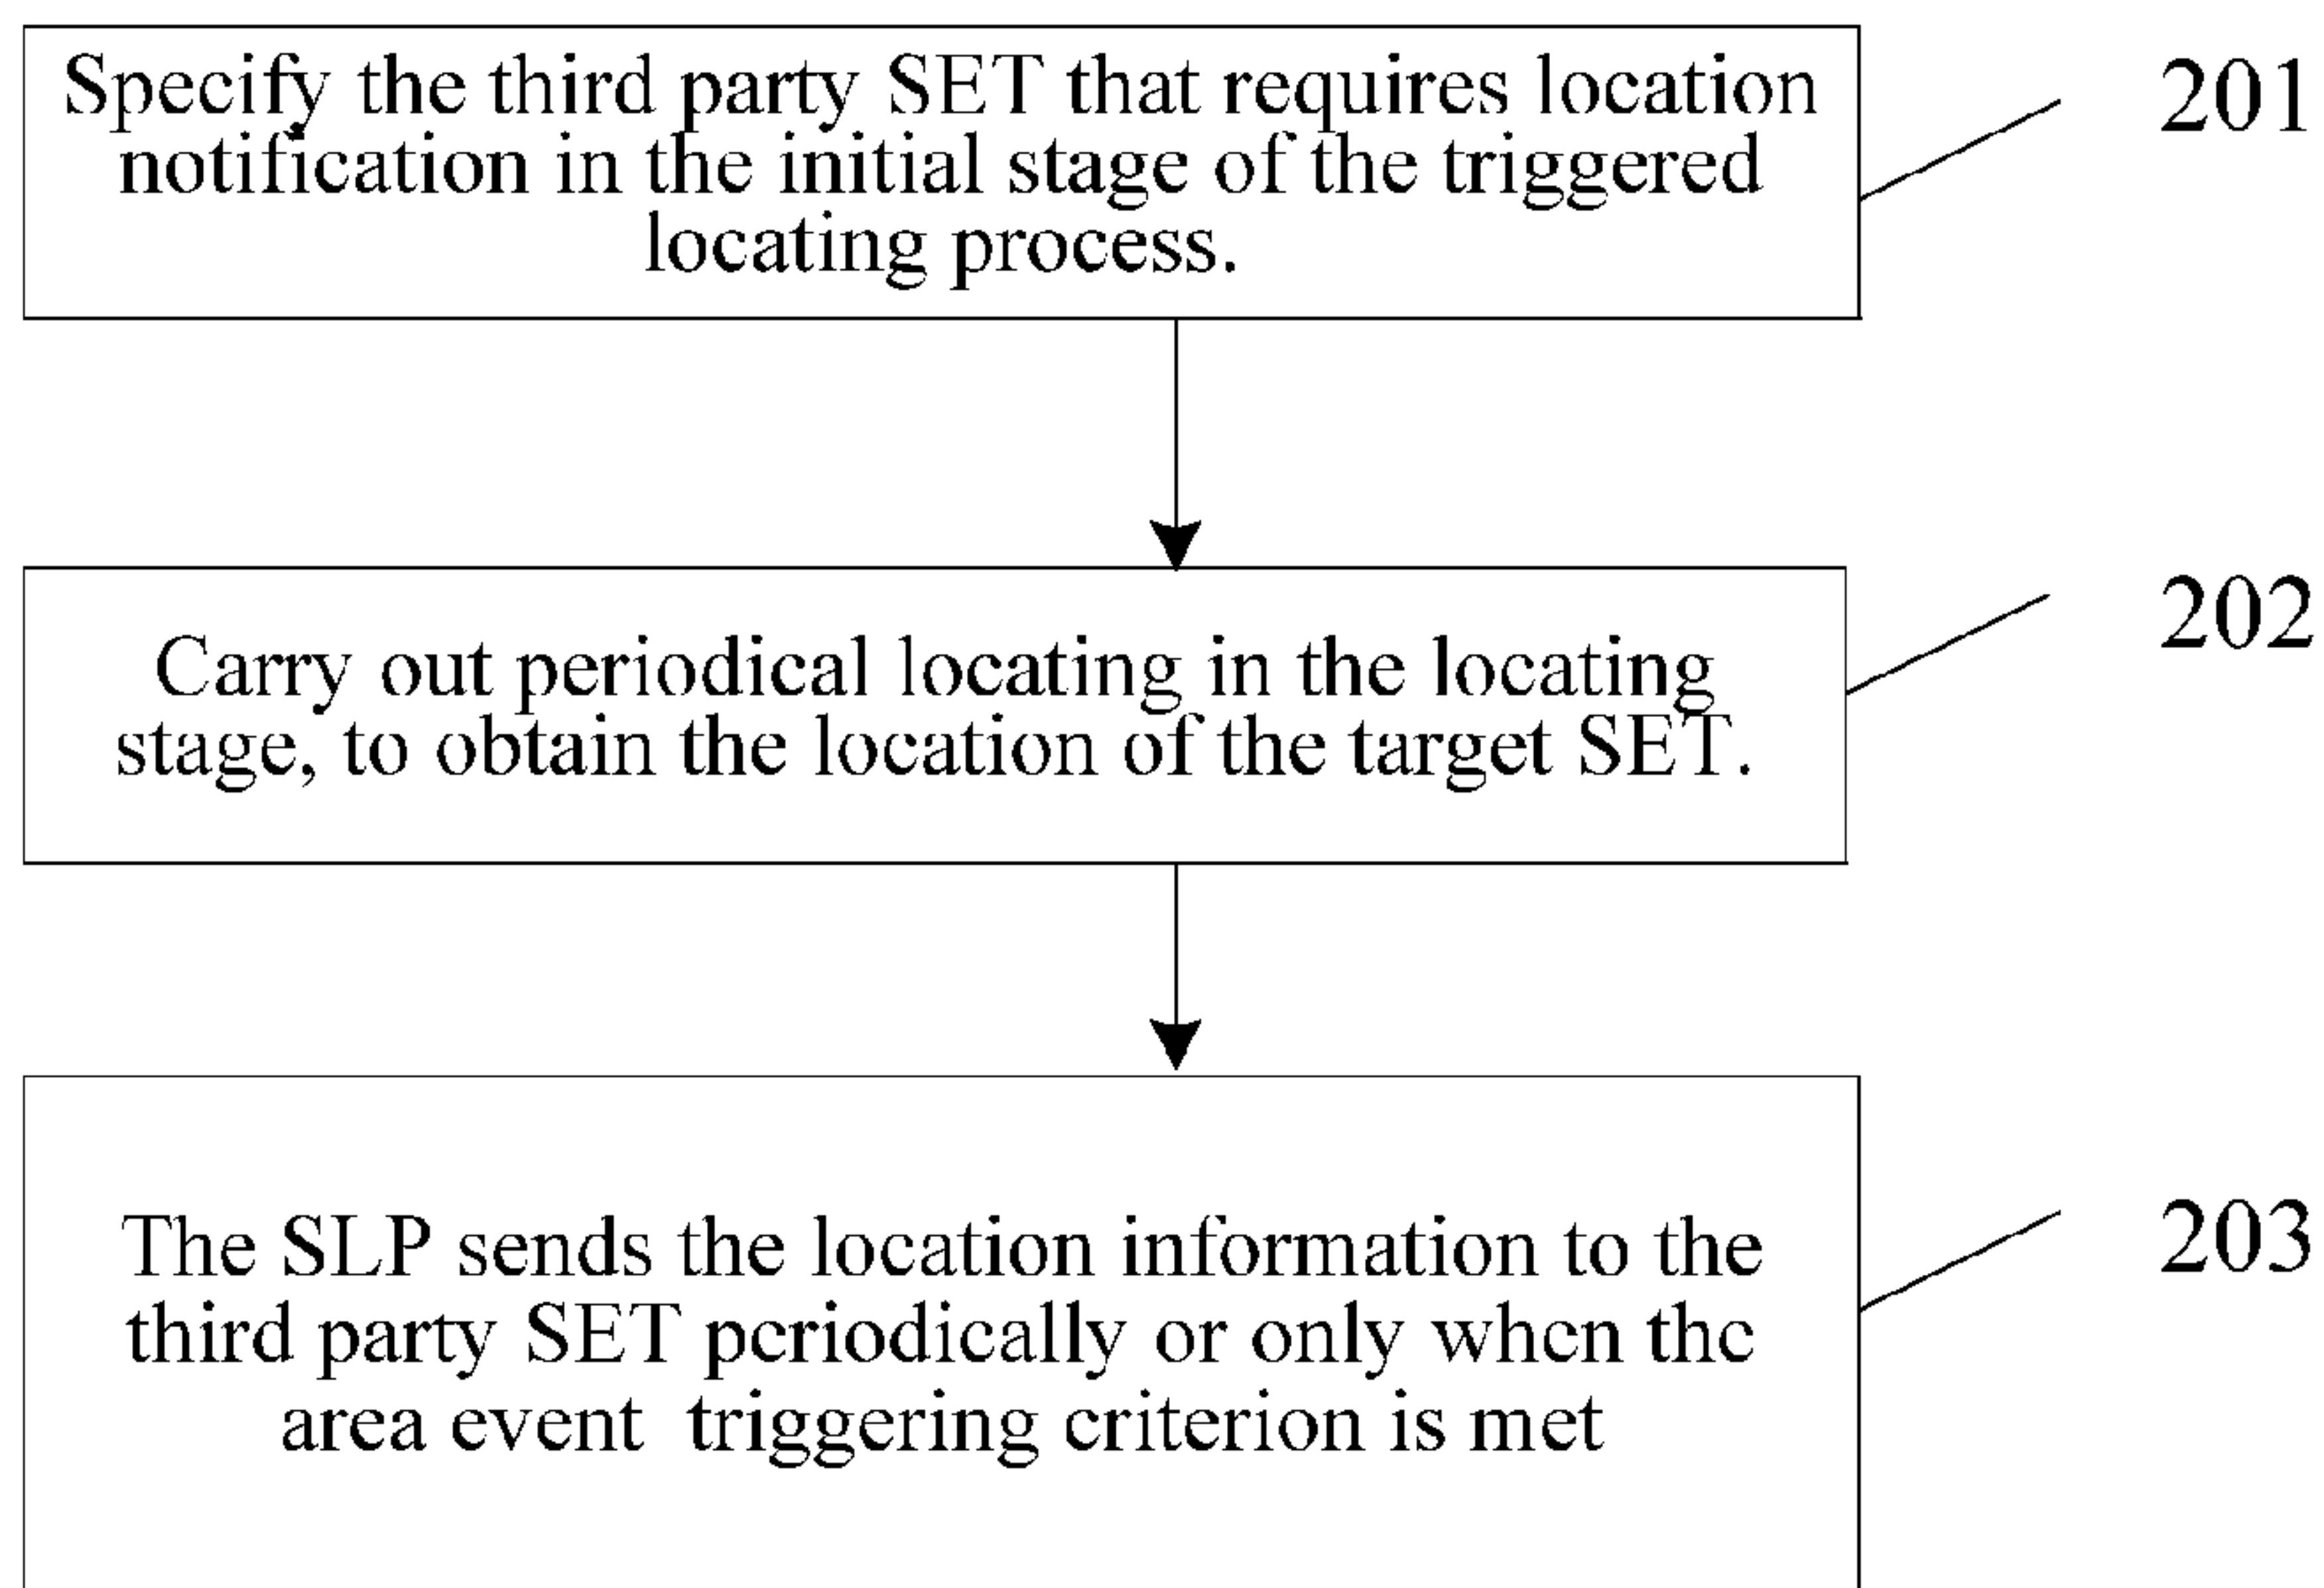 Specify the third party SET that requires location
notification in the initial stage of the triggered
locating process.
201
Carry out periodical locating in the locating
stage, to obtain the location of the target SET.
202
The SLP sends the location information to the
third party SET periodically or only when the
area event triggering criterion is met
203